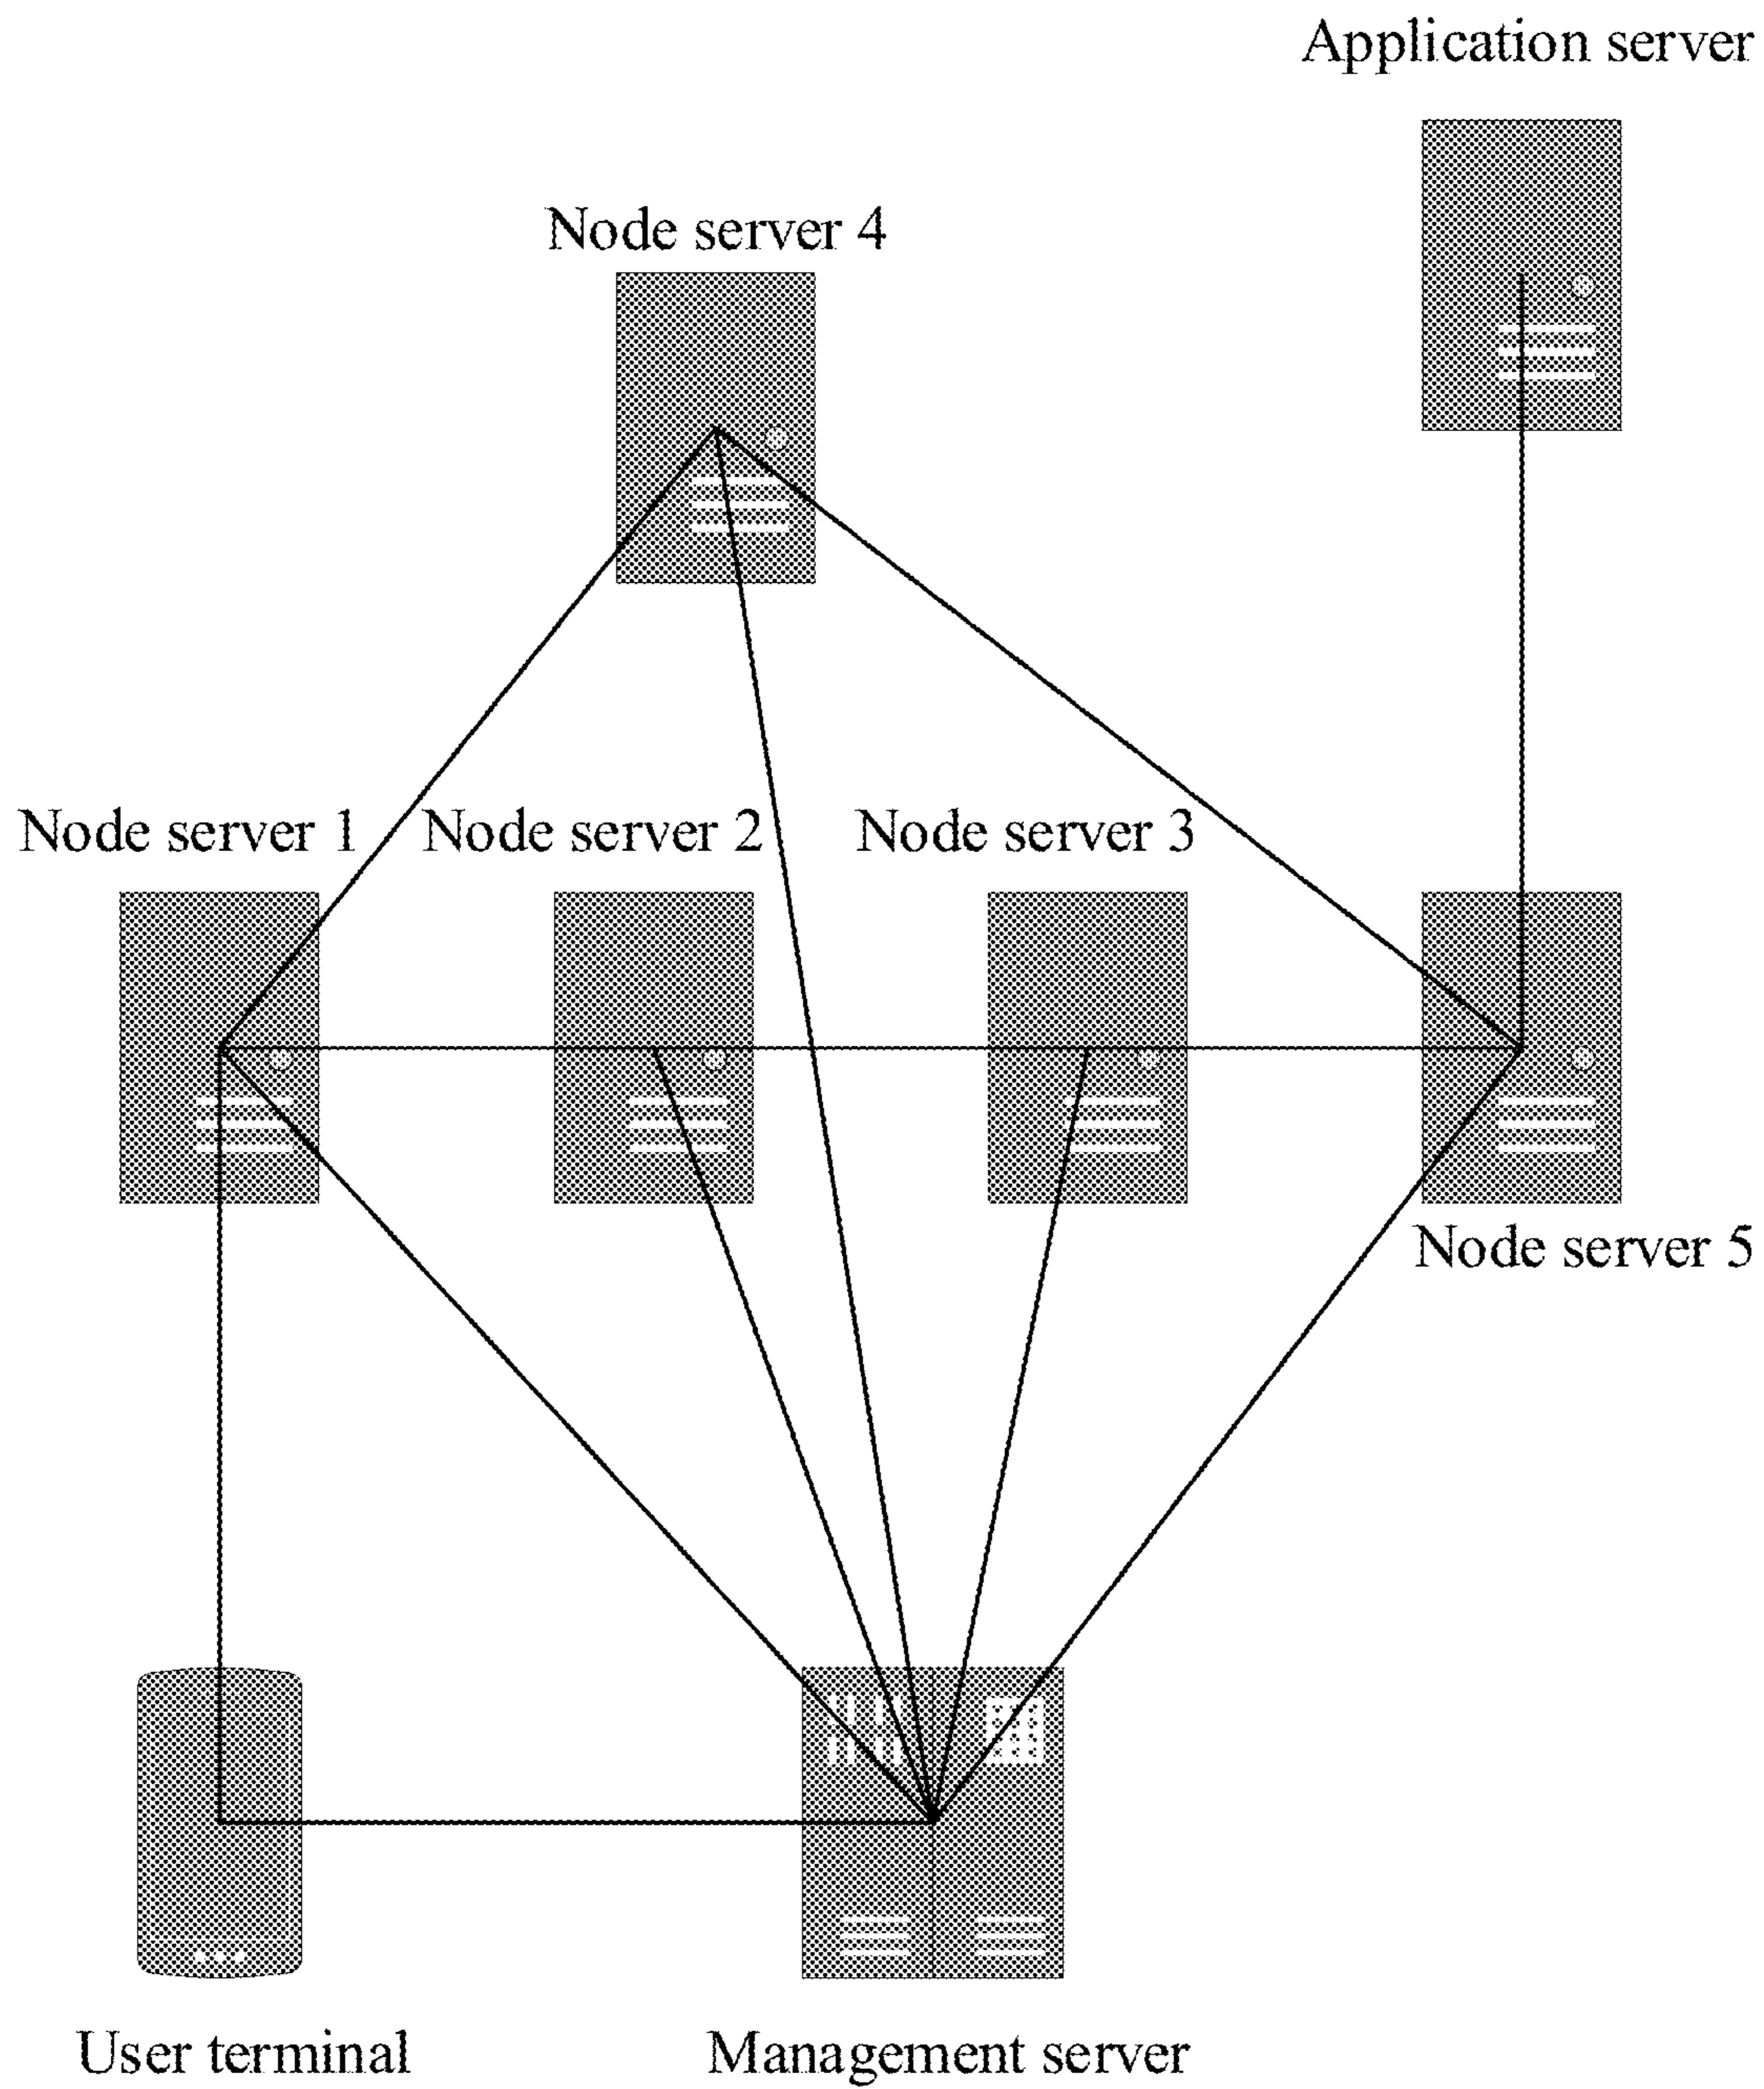 Application server
Node server 4
Node server 1
Node server 2
Node server 3
Node server 5
User terminal
Management server